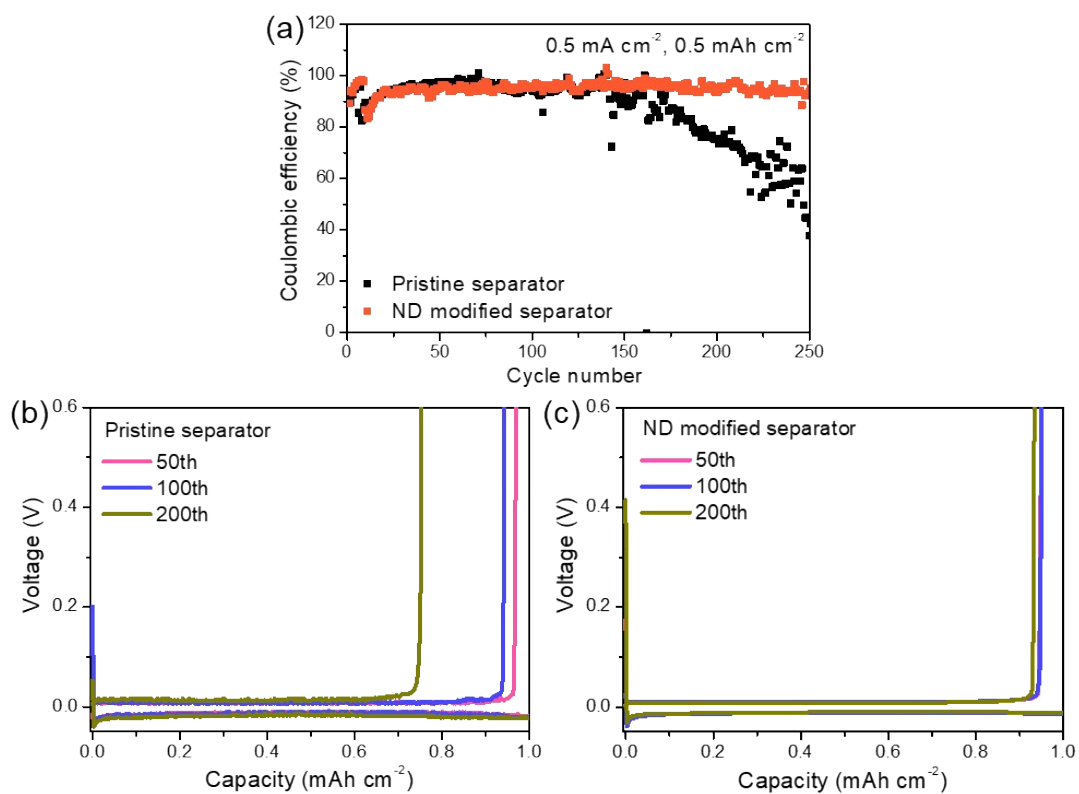 (a)
0.5 mA cm⁻², 0.5 mAh cm⁻²
120
100
80
60
40
20
0
Coulombic efficiency (%)
Pristine separator
ND modified separator
0 50 100 150 200 250
Cycle number
(b)
0.6
0.4
0.2
0.0
Voltage (V)
Pristine separator
50th
100th
200th
0.0 0.2 0.4 0.6 0.8 1.0
Capacity (mAh cm⁻²)
(c)
0.6
0.4
0.2
0.0
Voltage (V)
ND modified separator
50th
100th
200th
0.0 0.2 0.4 0.6 0.8 1.0
Capacity (mAh cm⁻²)